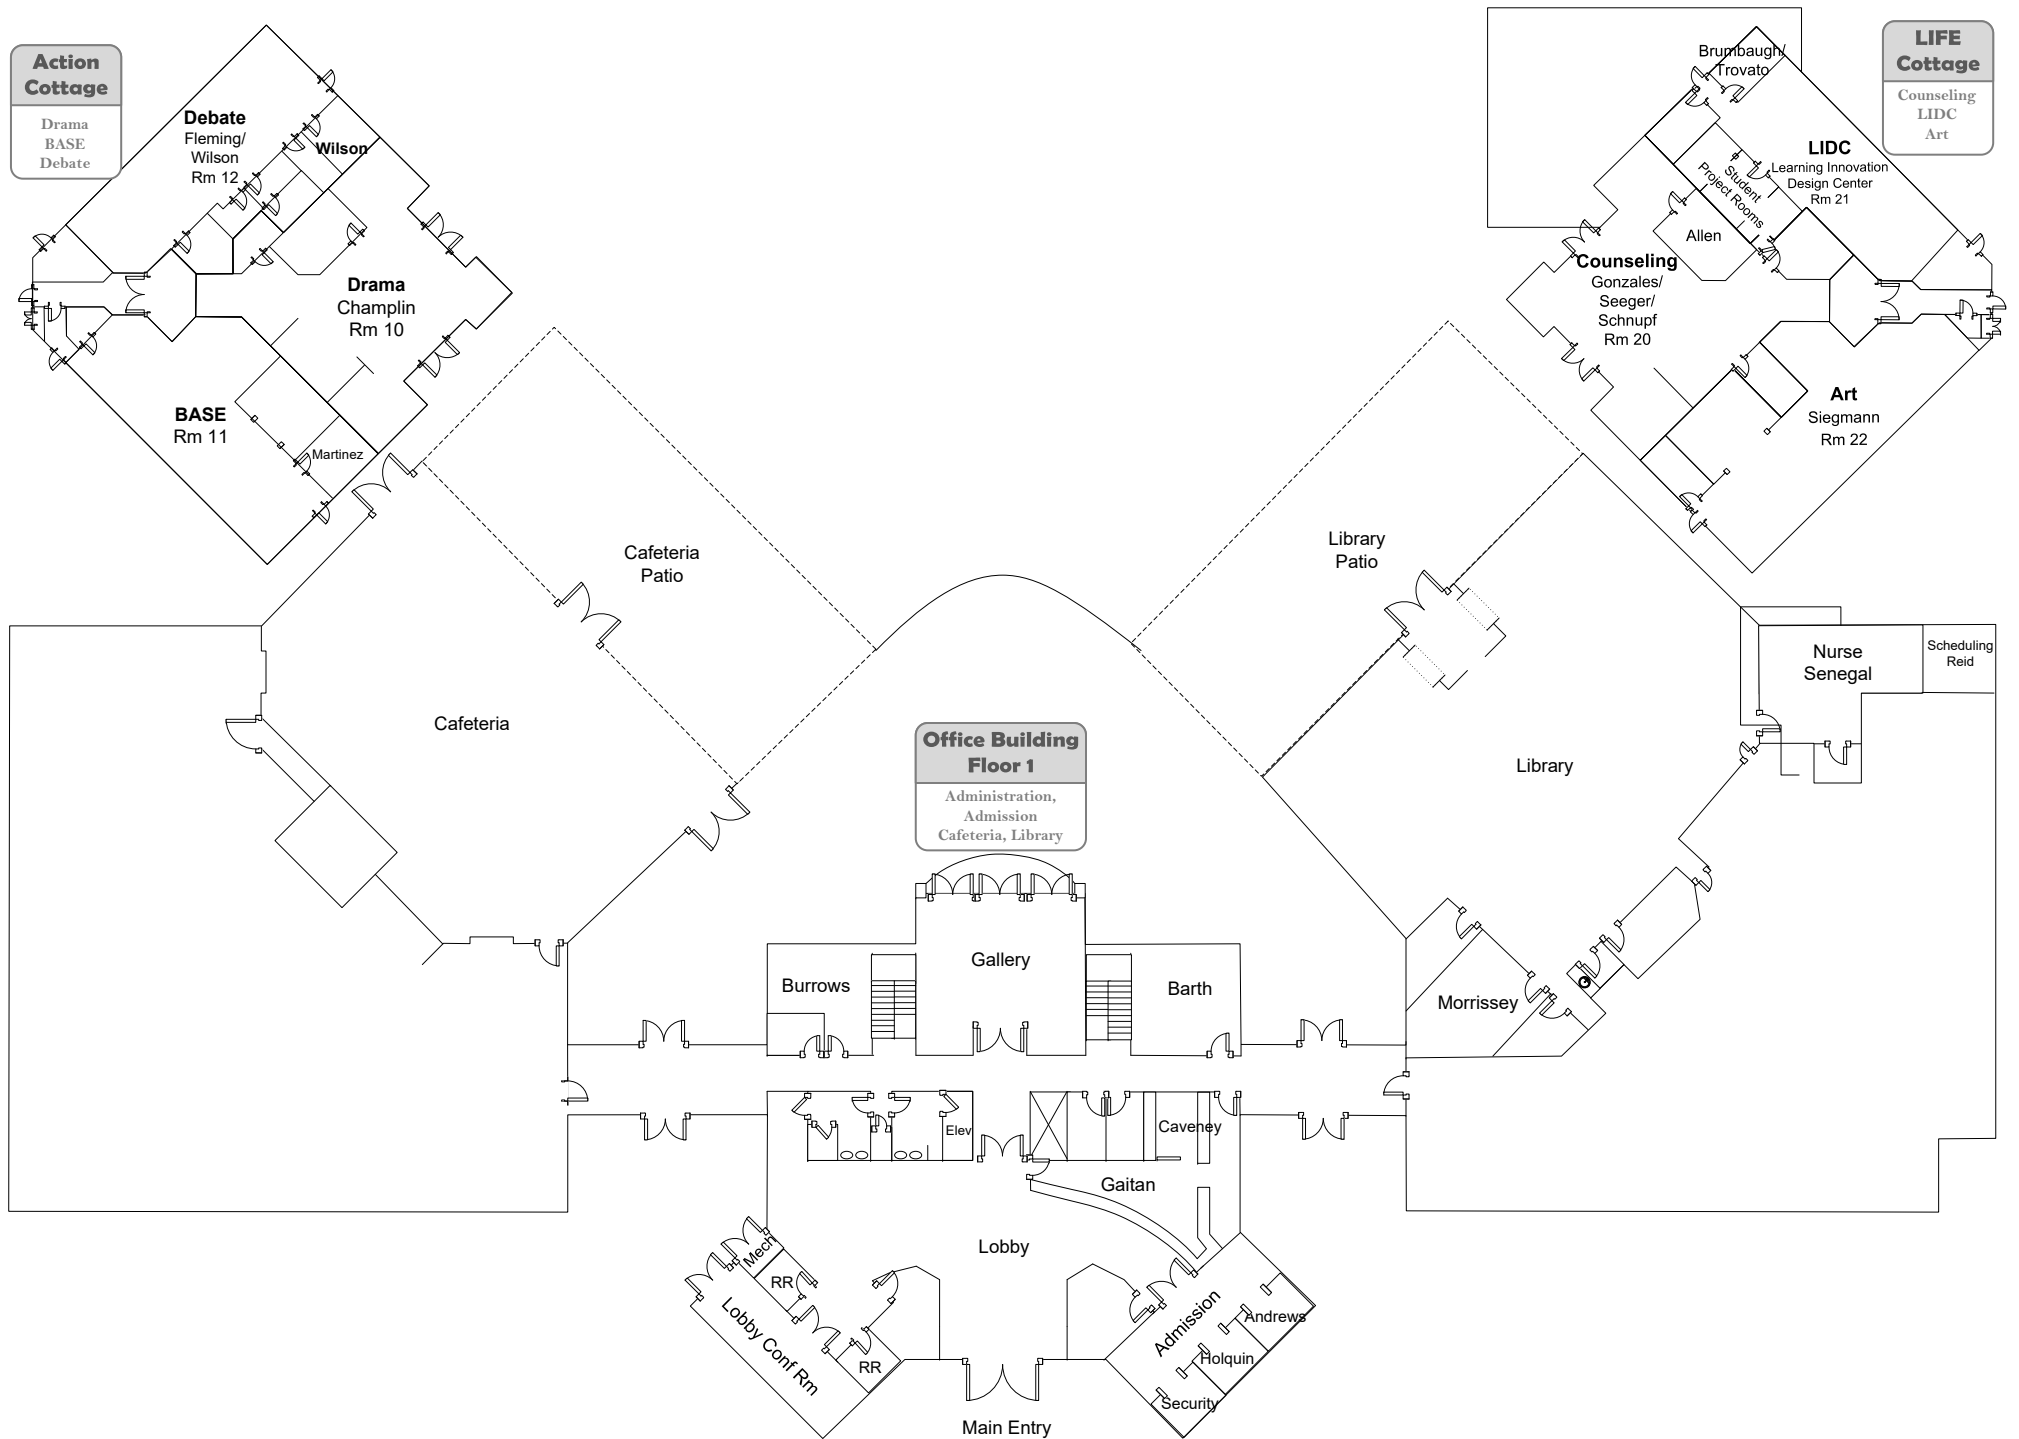 Action
Cottage
Drama
BASE
Debate
Debate
Fleming/
Wilson
Rm 12
Wilson
Drama
Champlin
Rm 10
BASE
Rm 11
Martinez
LIFE
Cottage
Counseling
LIDC
Art
Brumbaugh/
Trovato
LIDC
Learning Innovation
Design Center
Rm 21
Student
Project Rooms
Allen
Counseling
Gonzales/
Seeger/
Schnupf
Rm 20
Art
Siegmann
Rm 22
Cafeteria
Patio
Library
Patio
Cafeteria
Library
Nurse
Senegal
Scheduling
Reid
Office Building
Floor 1
Administration,
Admission
Cafeteria, Library
Burrows
Gallery
Barth
Morrissey
Elev
Caveney
Gaitan
Lobby
Mech
RR
Lobby Conf Rm
RR
Admission
Andrews
Holquin
Security
Main Entry